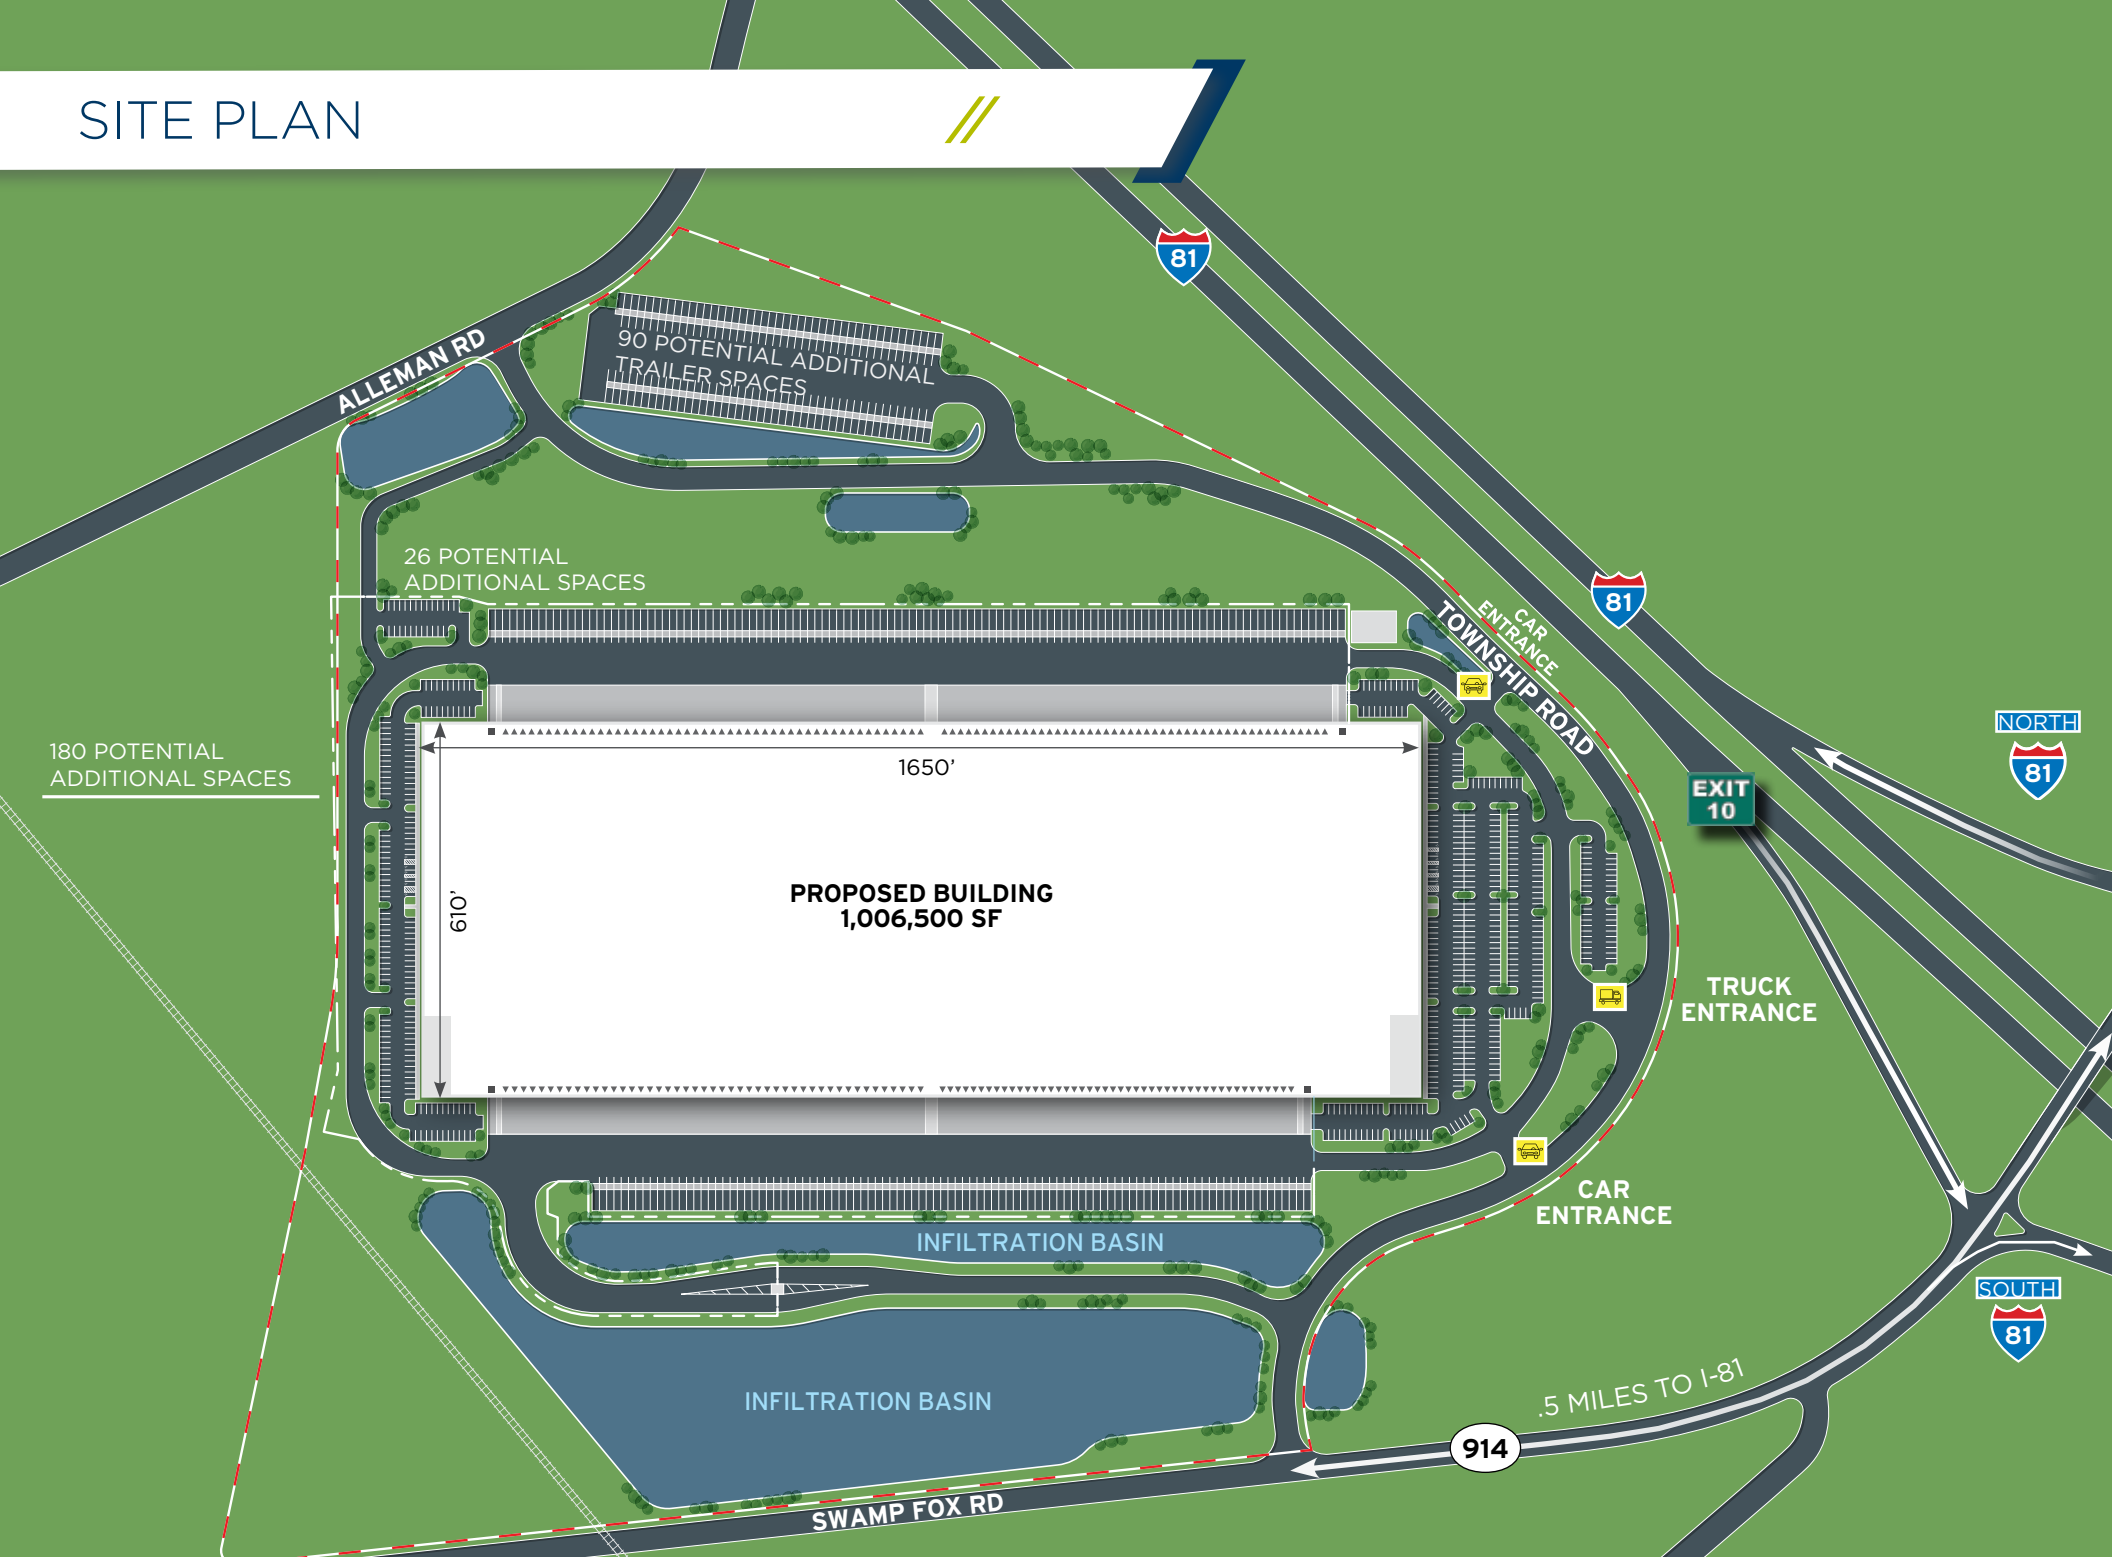 SITE PLAN
81
ALLEMAN RD
90 POTENTIAL ADDITIONAL
TRAILER SPACES
26 POTENTIAL
ADDITIONAL SPACES
81
CAR
ENTRANCE
TOWNSHIP ROAD
180 POTENTIAL
ADDITIONAL SPACES
NORTH
81
EXIT
10
1650'
610'
PROPOSED BUILDING
1,006,500 SF
TRUCK
ENTRANCE
CAR
ENTRANCE
INFILTRATION BASIN
SOUTH
81
INFILTRATION BASIN
.5 MILES TO I-81
914
SWAMP FOX RD